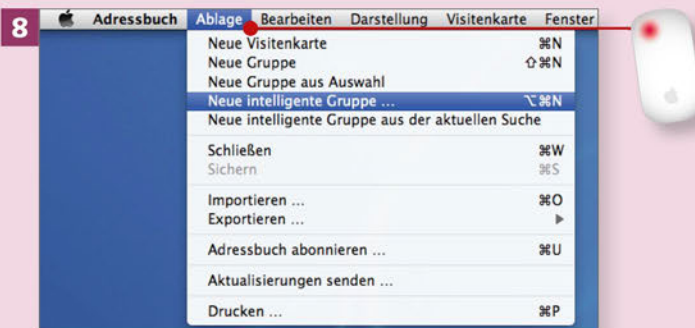 8
Adressbuch Ablage Bearbeiten Darstellung Visitenkarte Fenster
Neue Visitenkarte ⌘N
Neue Gruppe ⇧⌘N
Neue Gruppe aus Auswahl
Neue intelligente Gruppe ... ⌥⌘N
Neue intelligente Gruppe aus der aktuellen Suche
Schließen ⌘W
Sichern ⌘S
Importieren ... ⌘O
Exportieren ... ▶
Adressbuch abonnieren ... ⌘U
Aktualisierungen senden ...
Drucken ... ⌘P